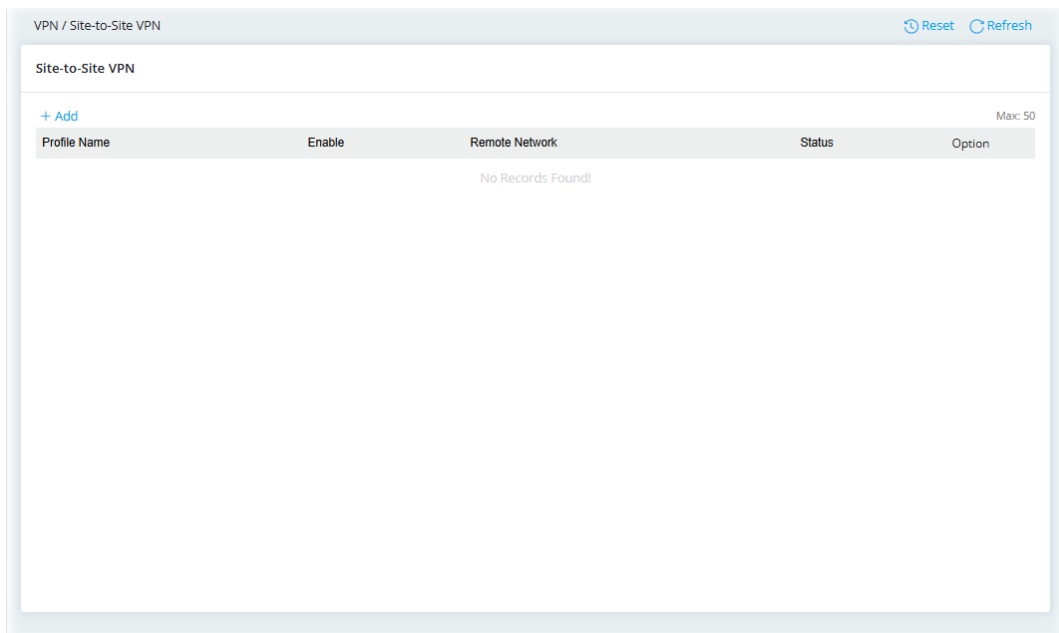 VPN / Site-to-Site VPN Reset Refresh
Site-to-Site VPN
+ Add Max: 50
Profile Name Enable Remote Network Status Option
No Records Found!